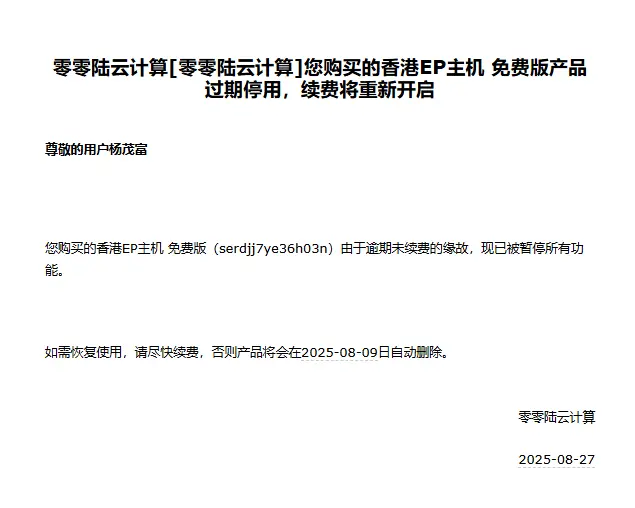 零零陆云计算[零零陆云计算]您购买的香港EP主机 免费版产品
过期停用，续费将重新开启
尊敬的用户杨茂富
您购买的香港EP主机 免费版（serdjj7ye36h03n）由于逾期未续费的缘故，现已被暂停所有功
能。
如需恢复使用，请尽快续费，否则产品将会在2025-08-09日自动删除。
零零陆云计算
2025-08-27